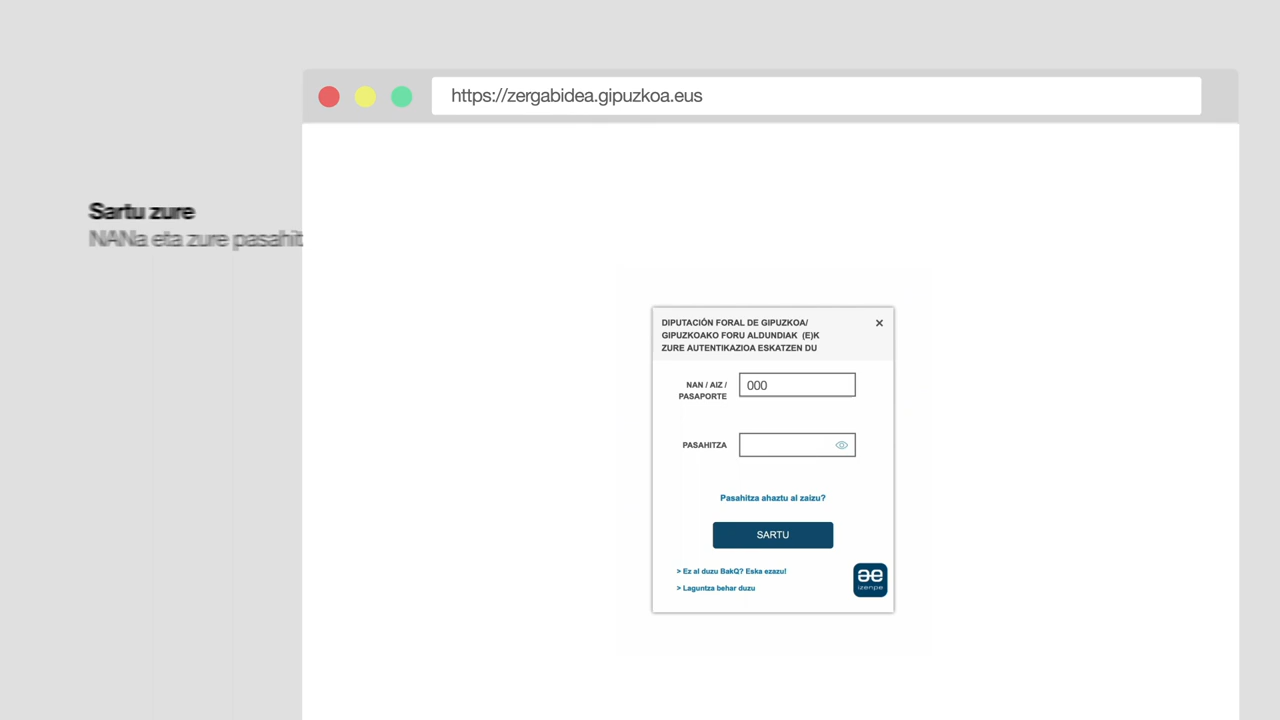 https://zergabidea.gipuzkoa.eus
Sartu zure
NANa eta zure pasahit
DIPUTACIÓN FORAL DE GIPUZKOA/
GIPUZKOAKO FORU ALDUNDIAK (E)K
ZURE AUTENTIKAZIOA ESKATZEN DU
NAN / AIZ /
PASAPORTE
000
PASAHITZA
Pasahitza ahaztu al zaizu?
SARTU
> Ez al duzu BakQ? Eska ezazu!
> Laguntza behar duzu
izenpe